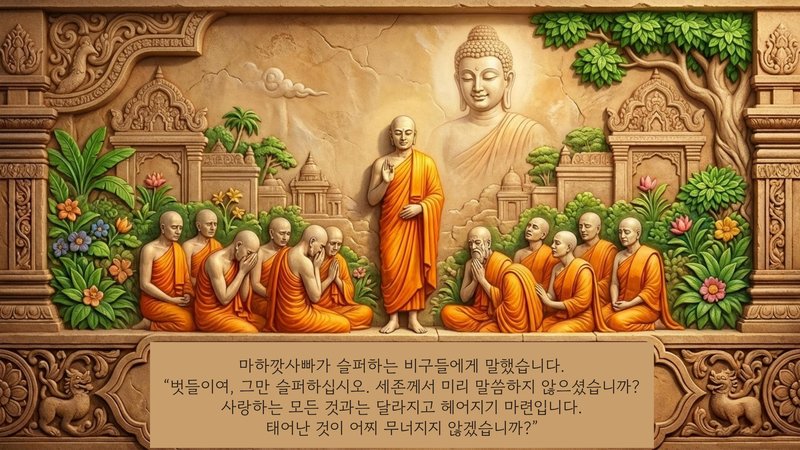 마하깟사빠가 슬퍼하는 비구들에게 말했습니다.
“벗들이여, 그만 슬퍼하십시오. 세존께서 미리 말씀하지 않으셨습니까?
사랑하는 모든 것과는 달라지고 헤어지기 마련입니다.
태어난 것이 어찌 무너지지 않겠습니까?”